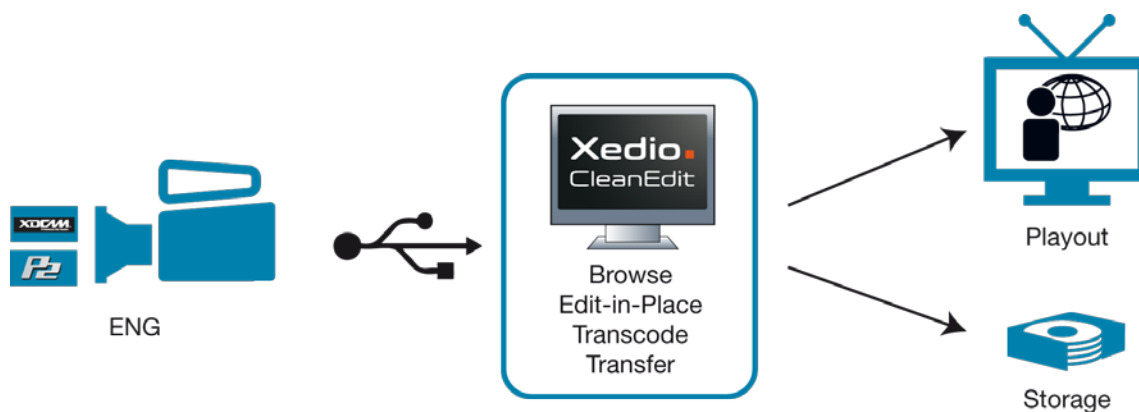 XDCAM
P2
ENG
Xedio.
CleanEdit
Browse
Edit-in-Place
Transcode
Transfer
Playout
Storage